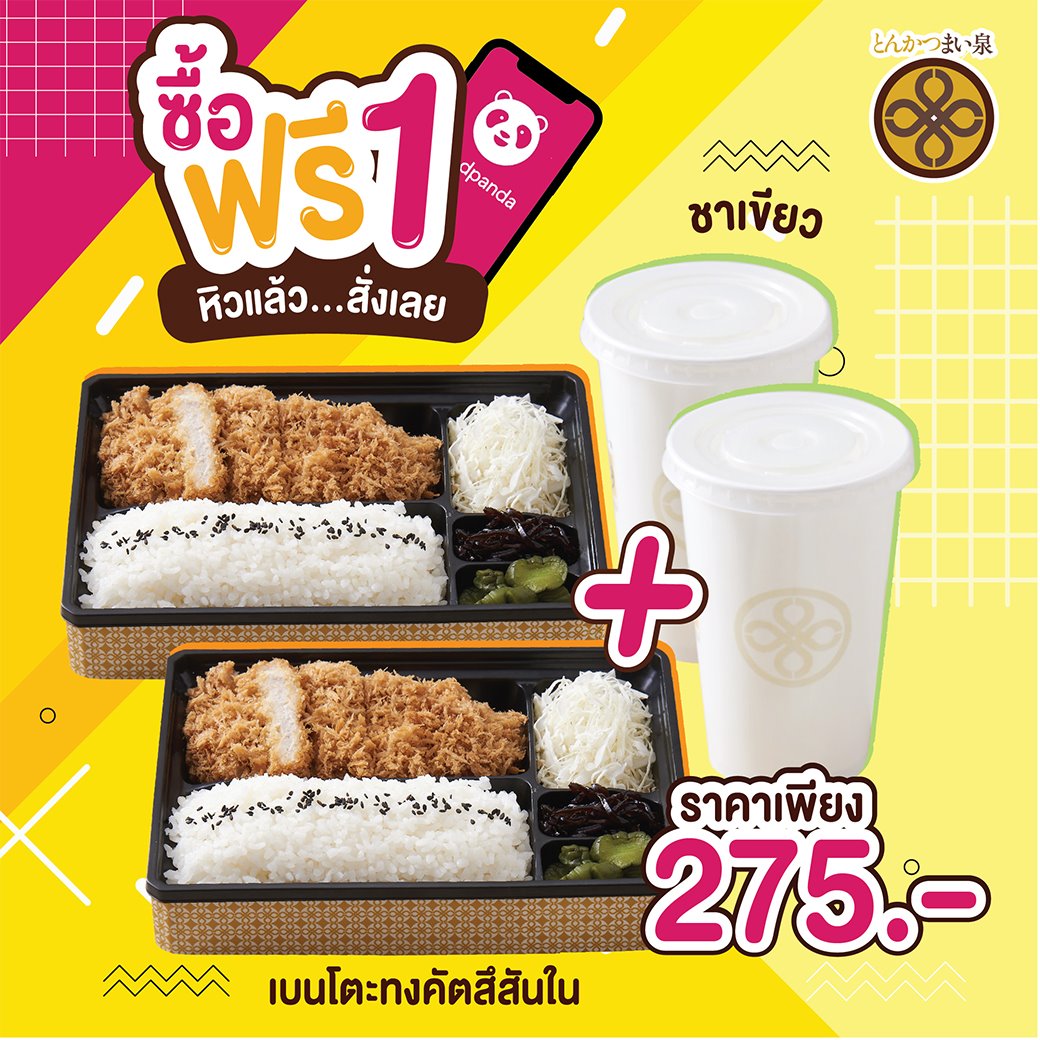 ซื้อ
ฟรี 1
dpanda
หิวแล้ว...สั่งเลย
とんかつまい泉
ชาเขียว
+
ราคาเพียง
275.-
เบนโตะทงคัตสึสันใน